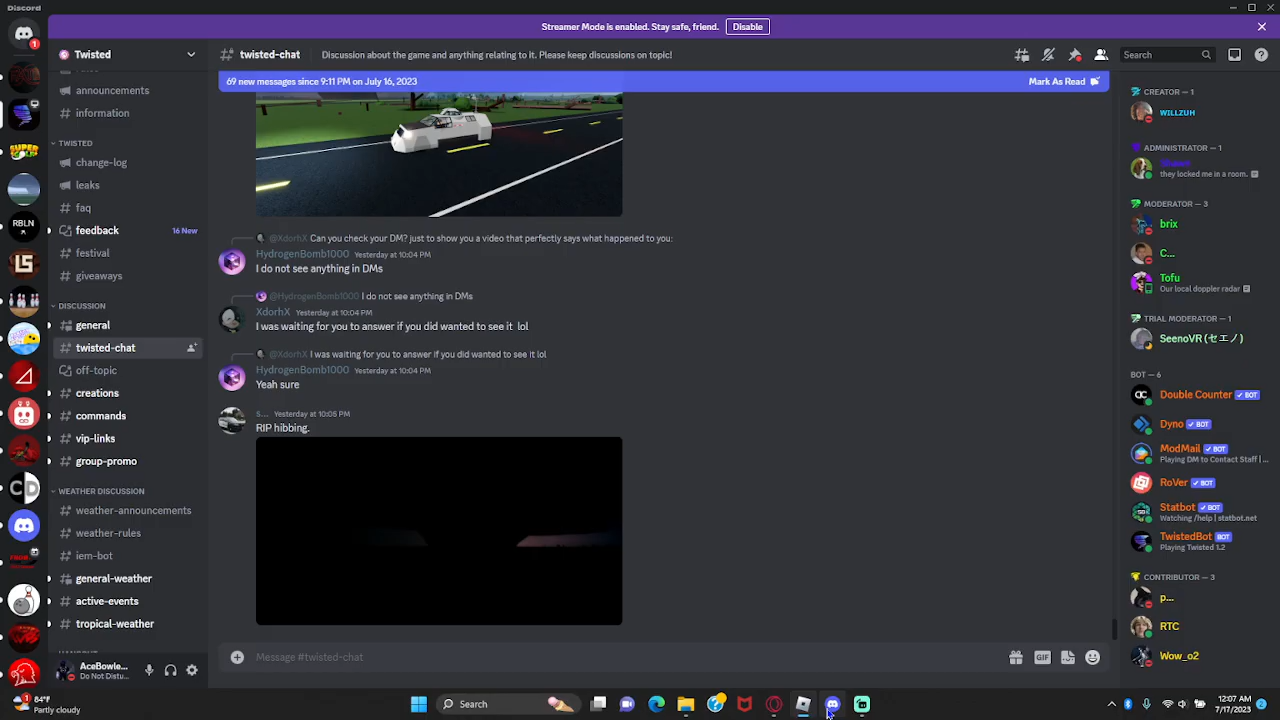 Discord
Streamer Mode is enabled. Stay safe, friend. Disable
1
Twisted
twisted-chat
Discussion about the game and anything relating to it. Please keep discussions on topic!
Search
69 new messages since 9:11 PM on July 16, 2023
Mark As Read
announcements
information
TWISTED
change-log
leaks
faq
feedback
16 New
festival
giveaways
DISCUSSION
general
twisted-chat
off-topic
creations
commands
vip-links
group-promo
WEATHER DISCUSSION
weather-announcements
weather-rules
iem-bot
general-weather
active-events
tropical-weather
RBLN
AceBowle...
Do Not Distu...
@XdorhX Can you check your DM? just to show you a video that perfectly says what happened to you:
HydrogenBomb1000 Yesterday at 10:04 PM
I do not see anything in DMs
@HydrogenBomb1000 I do not see anything in DMs
XdorhX Yesterday at 10:04 PM
I was waiting for you to answer if you did wanted to see it lol
@XdorhX I was waiting for you to answer if you did wanted to see it lol
HydrogenBomb1000 Yesterday at 10:04 PM
Yeah sure
s... Yesterday at 10:05 PM
RIP hibbing.
Message #twisted-chat
GIF
CREATOR — 1
WILLZUH
ADMINISTRATOR — 1
they locked me in a room.
MODERATOR — 3
brix
C...
Tofu
Our local doppler radar
TRIAL MODERATOR — 1
SeenoVR (セエノ)
BOT — 6
Double Counter BOT
Dyno BOT
ModMail BOT
Playing DM to Contact Staff | ...
RoVer BOT
Statbot BOT
Watching /help | statbot.net
TwistedBot BOT
Playing Twisted 1.2
CONTRIBUTOR — 3
p...
RTC
Wow_o2
84°F
Partly cloudy
Search
12:07 AM
7/17/2023
2